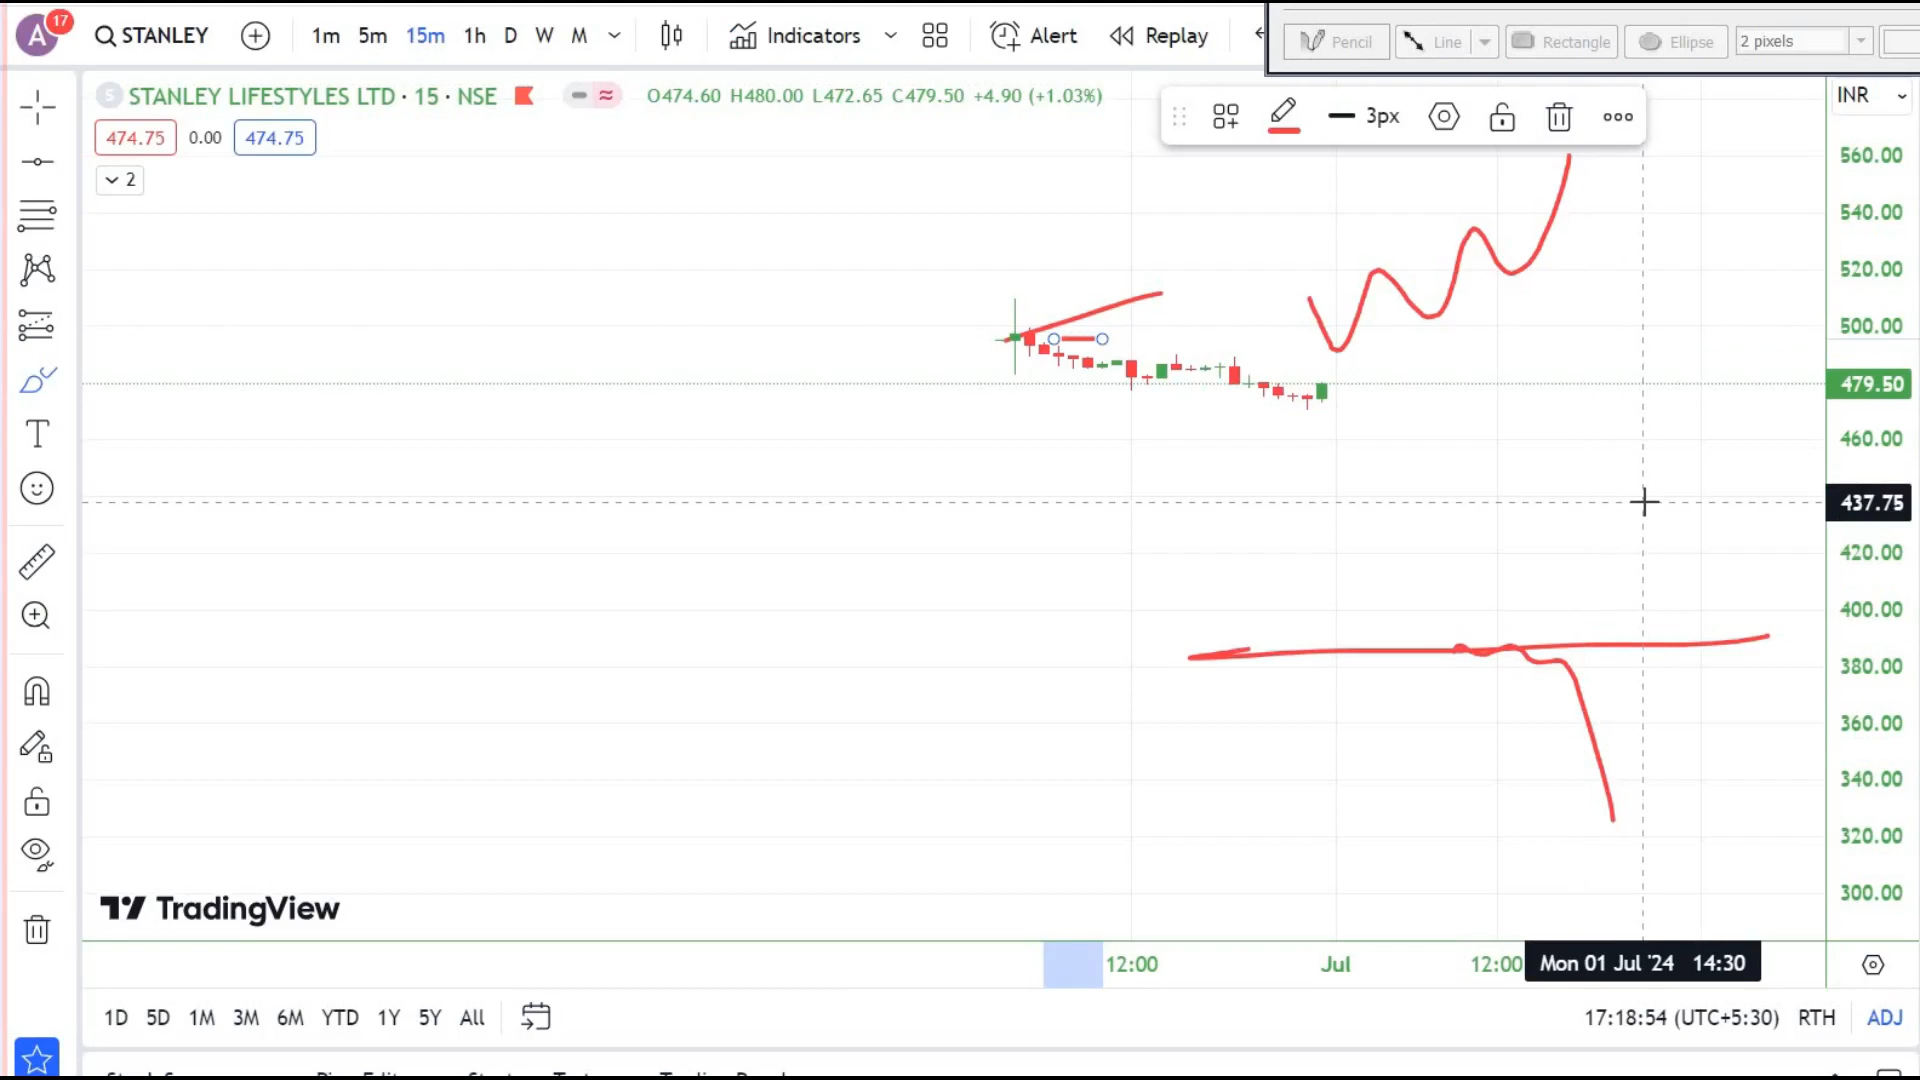 A 17 STANLEY 1m 5m 15m 1h D W M Indicators Alert Replay Pencil Line Rectangle Ellipse 2 pixels
STANLEY LIFESTYLES LTD · 15 · NSE O474.60 H480.00 L472.65 C479.50 +4.90 (+1.03%) INR
S
474.75 0.00 474.75
3px
2
560.00
540.00
520.00
500.00
479.50
460.00
437.75
420.00
400.00
380.00
360.00
340.00
320.00
300.00
TradingView
12:00 Jul 12:00 Mon 01 Jul '24 14:30
1D 5D 1M 3M 6M YTD 1Y 5Y All 17:18:54 (UTC+5:30) RTH ADJ